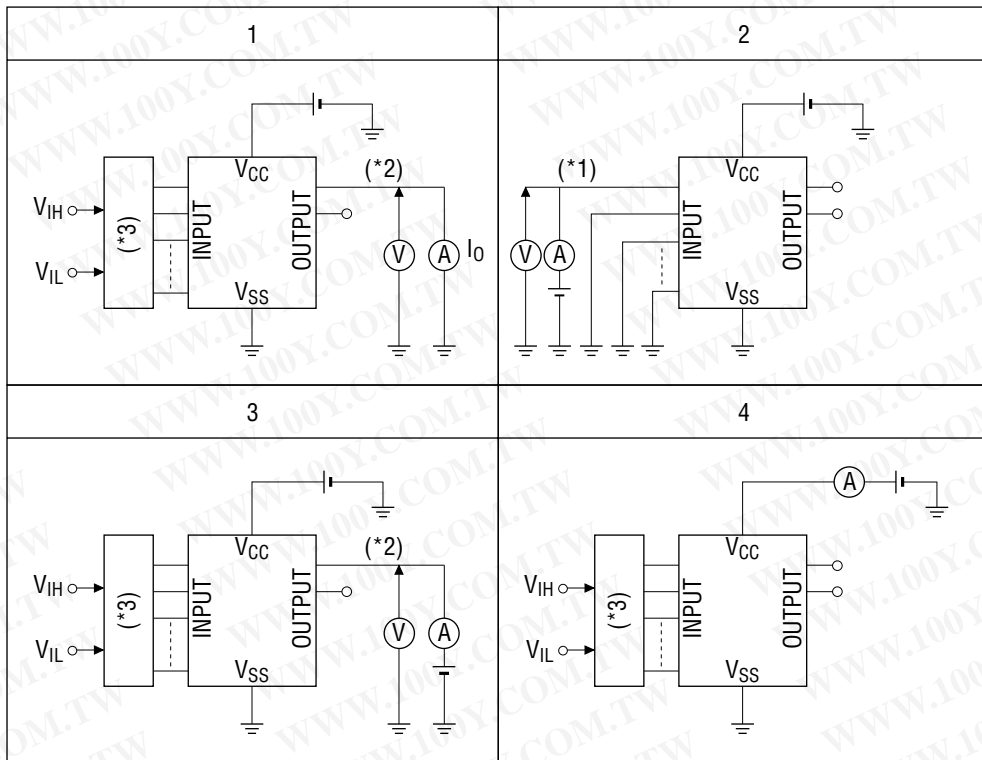 1
2
VCC
(*2)
VIH
(*3)
INPUT
OUTPUT
V
A
IO
VIL
VSS
VCC
(*1)
INPUT
OUTPUT
V
A
VSS
3
4
VCC
(*2)
VIH
(*3)
INPUT
OUTPUT
V
A
VIL
VSS
A
VCC
VIH
(*3)
INPUT
OUTPUT
VIL
VSS
WWW.100Y.COM.TW